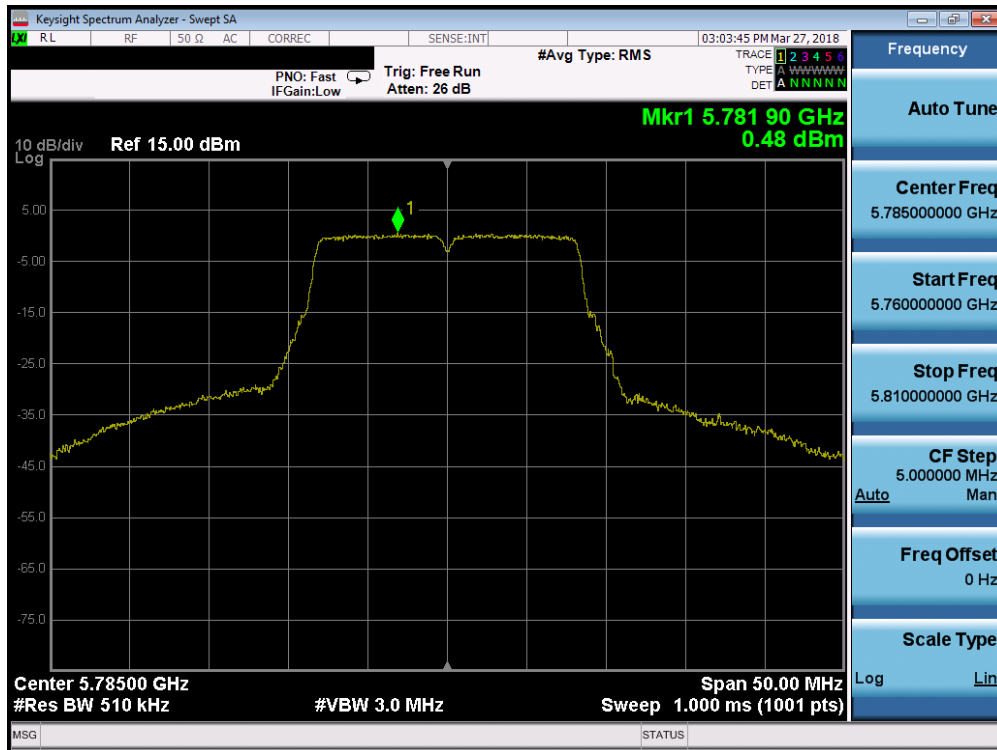 Keysight Spectrum Analyzer - Swept SA
LXI RL RF 50 Ω AC CORREC SENSE:INT 03:03:45 PM Mar 27, 2018
#Avg Type: RMS TRACE 1 2 3 4 5 6
PNO: Fast Trig: Free Run TYPE A WWWWW
IFGain:Low Atten: 26 dB DET A N N N N N
Mkr1 5.781 90 GHz
10 dB/div Ref 15.00 dBm 0.48 dBm
Log
1
5.00
-5.00
-15.0
-25.0
-35.0
-45.0
-55.0
-65.0
-75.0
Center 5.78500 GHz Span 50.00 MHz
#Res BW 510 kHz #VBW 3.0 MHz Sweep 1.000 ms (1001 pts)
MSG STATUS
Frequency
Auto Tune
Center Freq
5.785000000 GHz
Start Freq
5.760000000 GHz
Stop Freq
5.810000000 GHz
CF Step
5.000000 MHz
Auto Man
Freq Offset
0 Hz
Scale Type
Log Lin